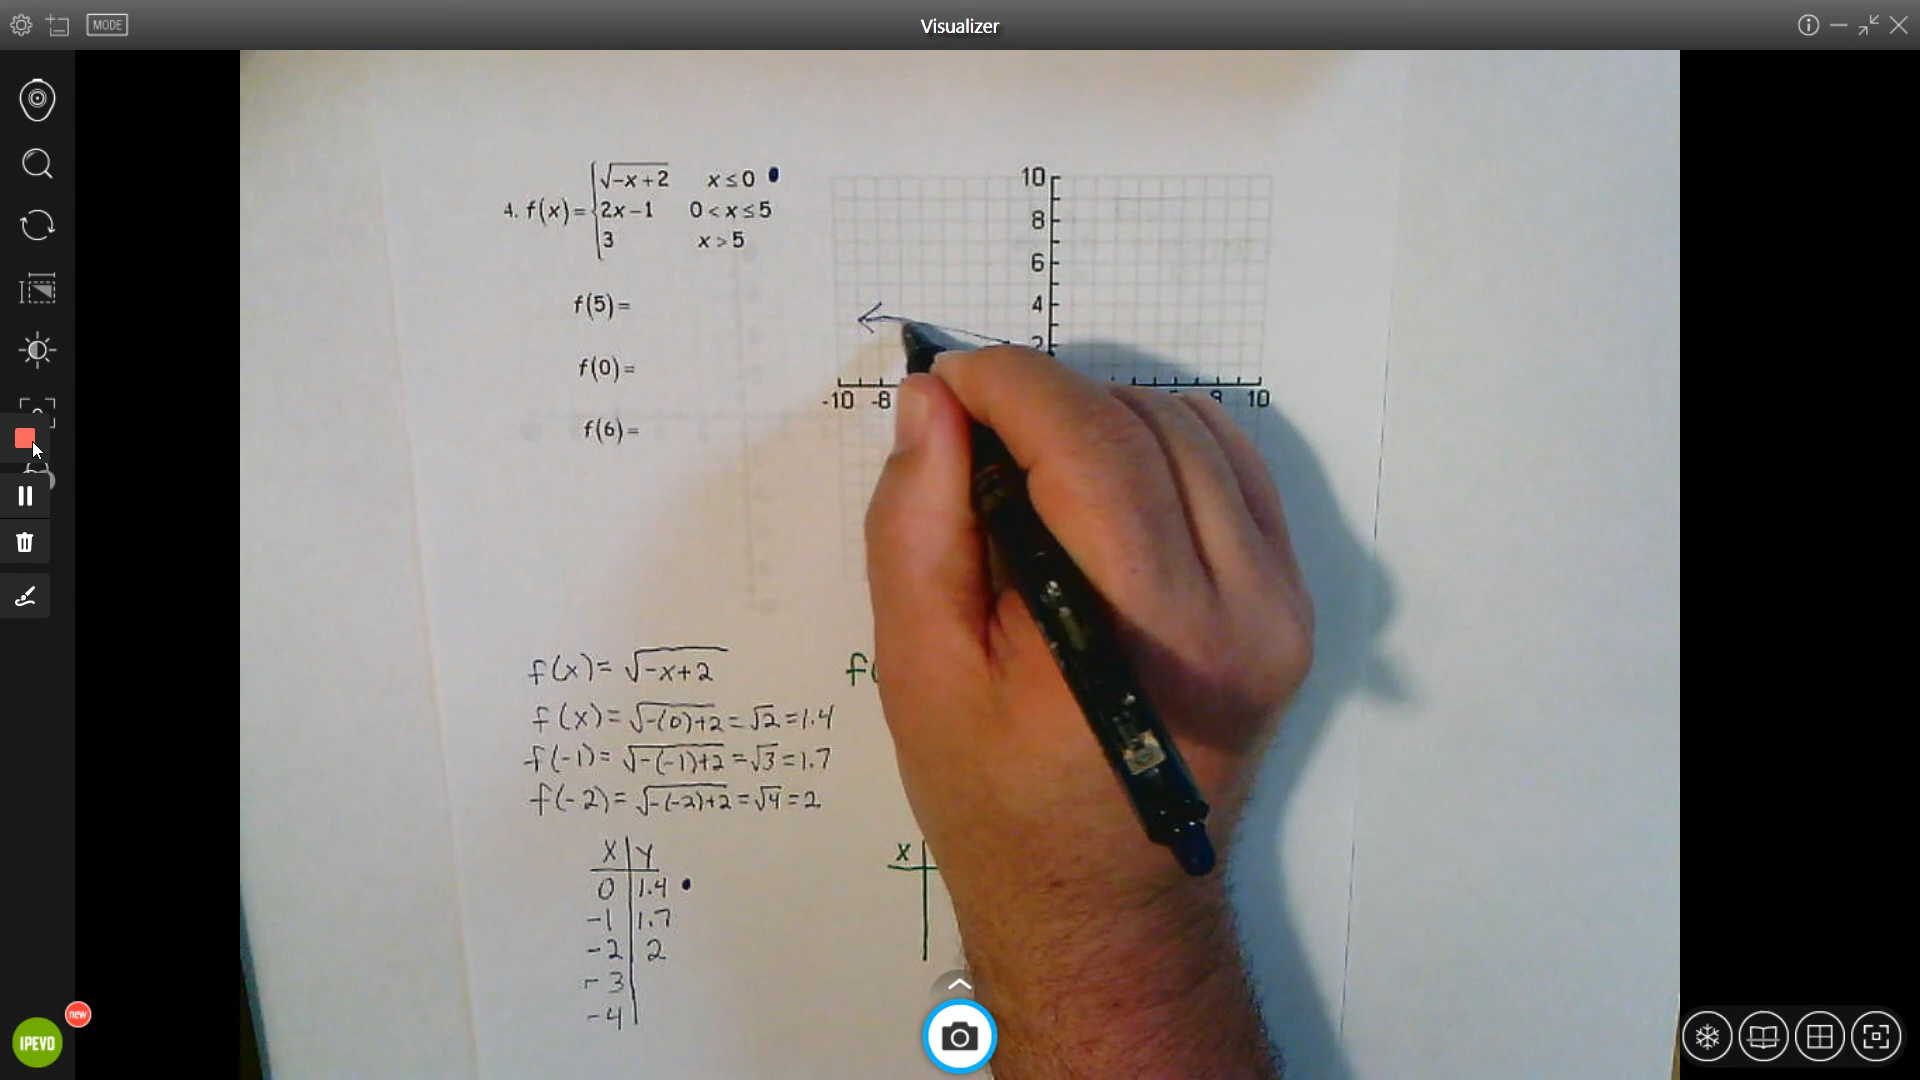 MODE
Visualizer
4. f(x) = { √-x+2 x ≤ 0
2x-1 0 < x ≤ 5
3 x > 5
f(5) =
f(0) =
f(6) =
10
8
6
4
2
-10 -8 10
f(x) = √-x+2
f(x) = √-(0)+2 = √2 = 1.4
f(-1) = √-(-1)+2 = √3 = 1.7
f(-2) = √-(-2)+2 = √4 = 2
f(
X Y
0 1.4
-1 1.7
-2 2
-3
-4
X
new
IPEVO